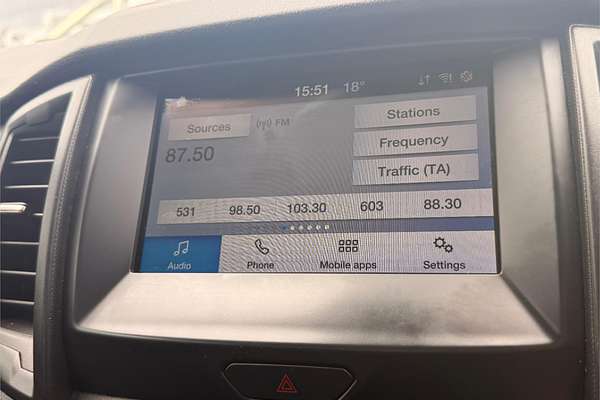 15:51 18°
Sources
FM
Stations
87.50
Frequency
Traffic (TA)
531 98.50 103.30 603 88.30
Audio Phone Mobile apps Settings